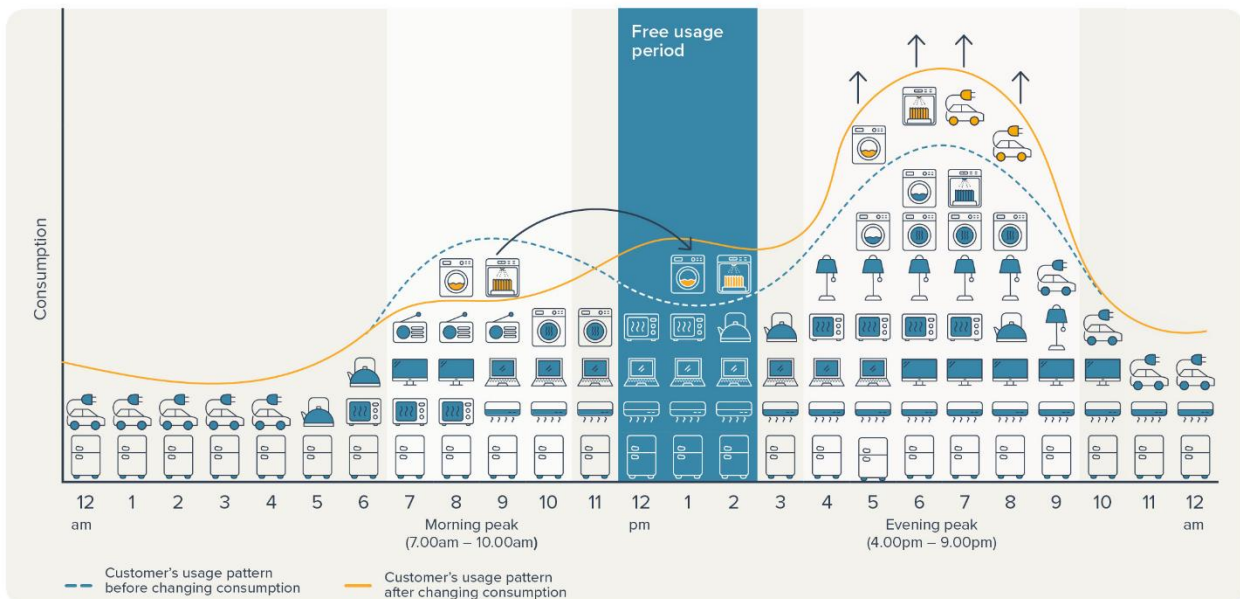 Free usage
period
Consumption
12 1 2 3 4 5 6 7 8 9 10 11 12 1 2 3 4 5 6 7 8 9 10 11 12
am pm am
Morning peak
(7.00am – 10.00am)
Evening peak
(4.00pm – 9.00pm)
Customer's usage pattern
before changing consumption
Customer's usage pattern
after changing consumption